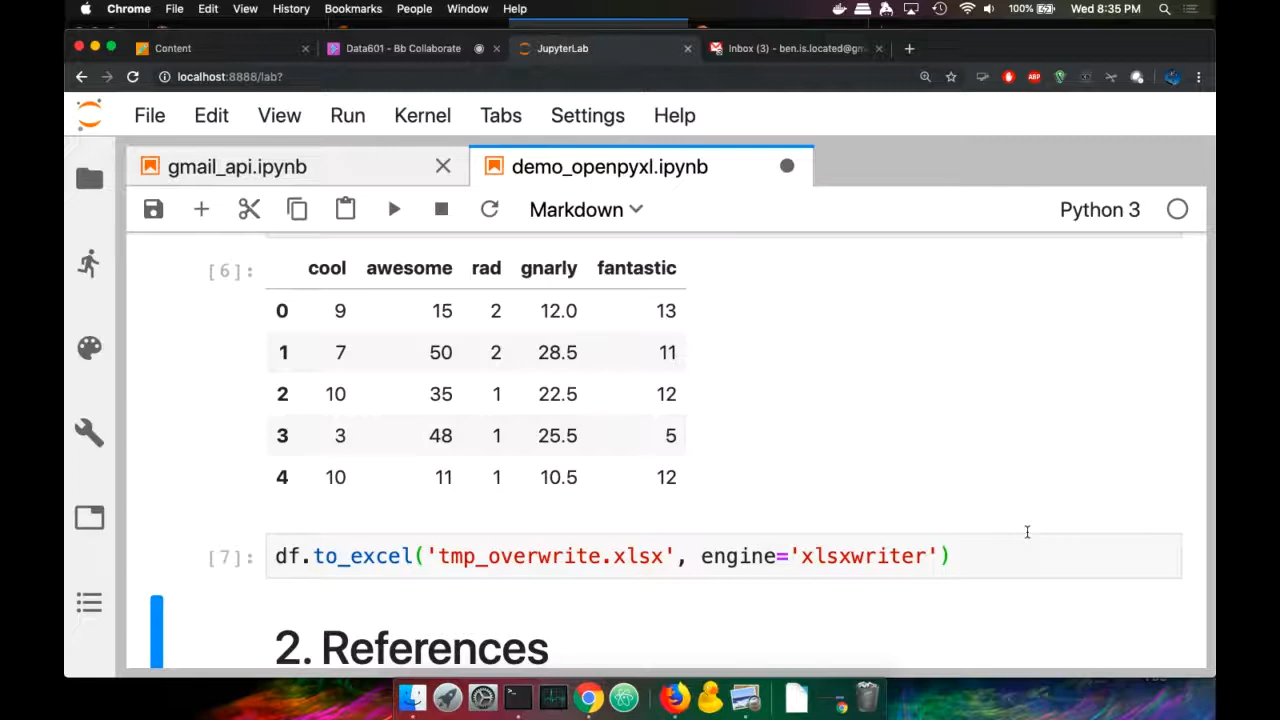 Chrome File Edit View History Bookmarks People Window Help 100% Wed 8:35 PM
Content Data601 - Bb Collaborate JupyterLab Inbox (3) - ben.is.located@gm
localhost:8888/lab? ABP
File Edit View Run Kernel Tabs Settings Help
gmail_api.ipynb demo_openpyxl.ipynb
Markdown Python 3
[6]: cool awesome rad gnarly fantastic
0 9 15 2 12.0 13
1 7 50 2 28.5 11
2 10 35 1 22.5 12
3 3 48 1 25.5 5
4 10 11 1 10.5 12
[7]: df.to_excel('tmp_overwrite.xlsx', engine='xlsxwriter')
2. References